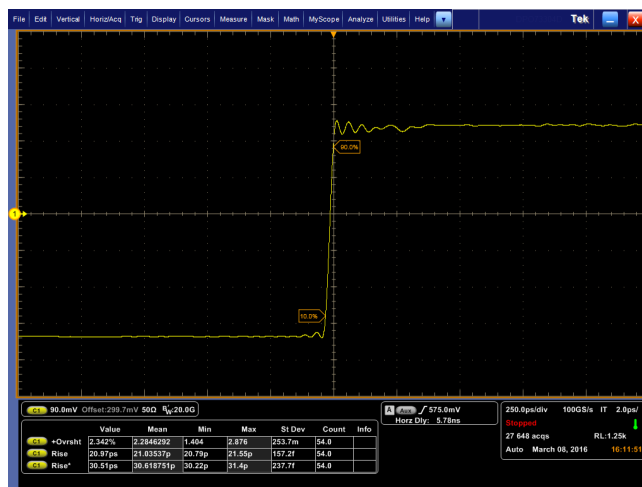 File Edit Vertical Horiz/Acq Trig Display Cursors Measure Mask Math MyScope Analyze Utilities Help Tek X
90.0%
1
10.0%
C1 90.0mV Offset:299.7mV 50Ω BW:20.0G
A Aux 575.0mV
Horz Dly: 5.78ns
250.0ps/div 100GS/s IT 2.0ps/
Stopped
27 648 acqs RL:1.25k
Auto March 08, 2016 16:11:51
Value Mean Min Max St Dev Count Info
C1 +Ovrsht 2.342% 2.2846292 1.404 2.876 253.7m 54.0
C1 Rise 20.97ps 21.03537p 20.79p 21.55p 157.2f 54.0
C1 Rise* 30.51ps 30.618751p 30.22p 31.4p 237.7f 54.0